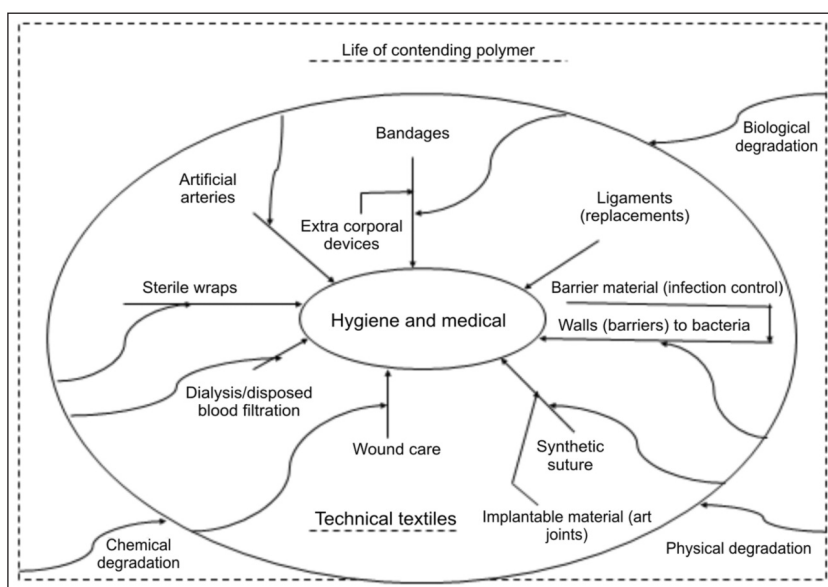 Life of contending polymer
Biological
degradation
Bandages
Artificial
arteries
Ligaments
(replacements)
Extra corporal
devices
Sterile wraps
Barrier material (infection control)
Hygiene and medical
Walls (barriers) to bacteria
Dialysis/disposed
blood filtration
Wound care
Synthetic
suture
Technical textiles
Implantable material (art
joints)
Chemical
degradation
Physical degradation